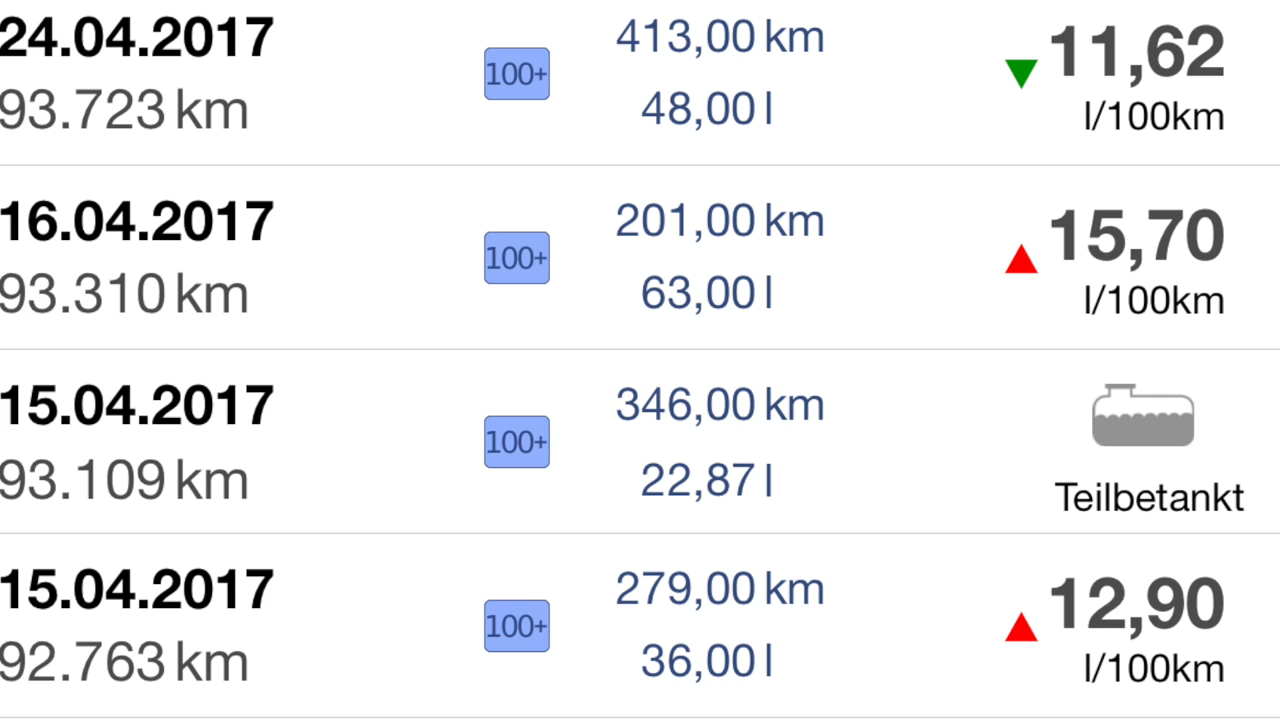 24.04.2017
93.723 km
100+
413,00 km
48,00 l
11,62
l/100km
16.04.2017
93.310 km
100+
201,00 km
63,00 l
15,70
l/100km
15.04.2017
93.109 km
100+
346,00 km
22,87 l
Teilbetankt
15.04.2017
92.763 km
100+
279,00 km
36,00 l
12,90
l/100km